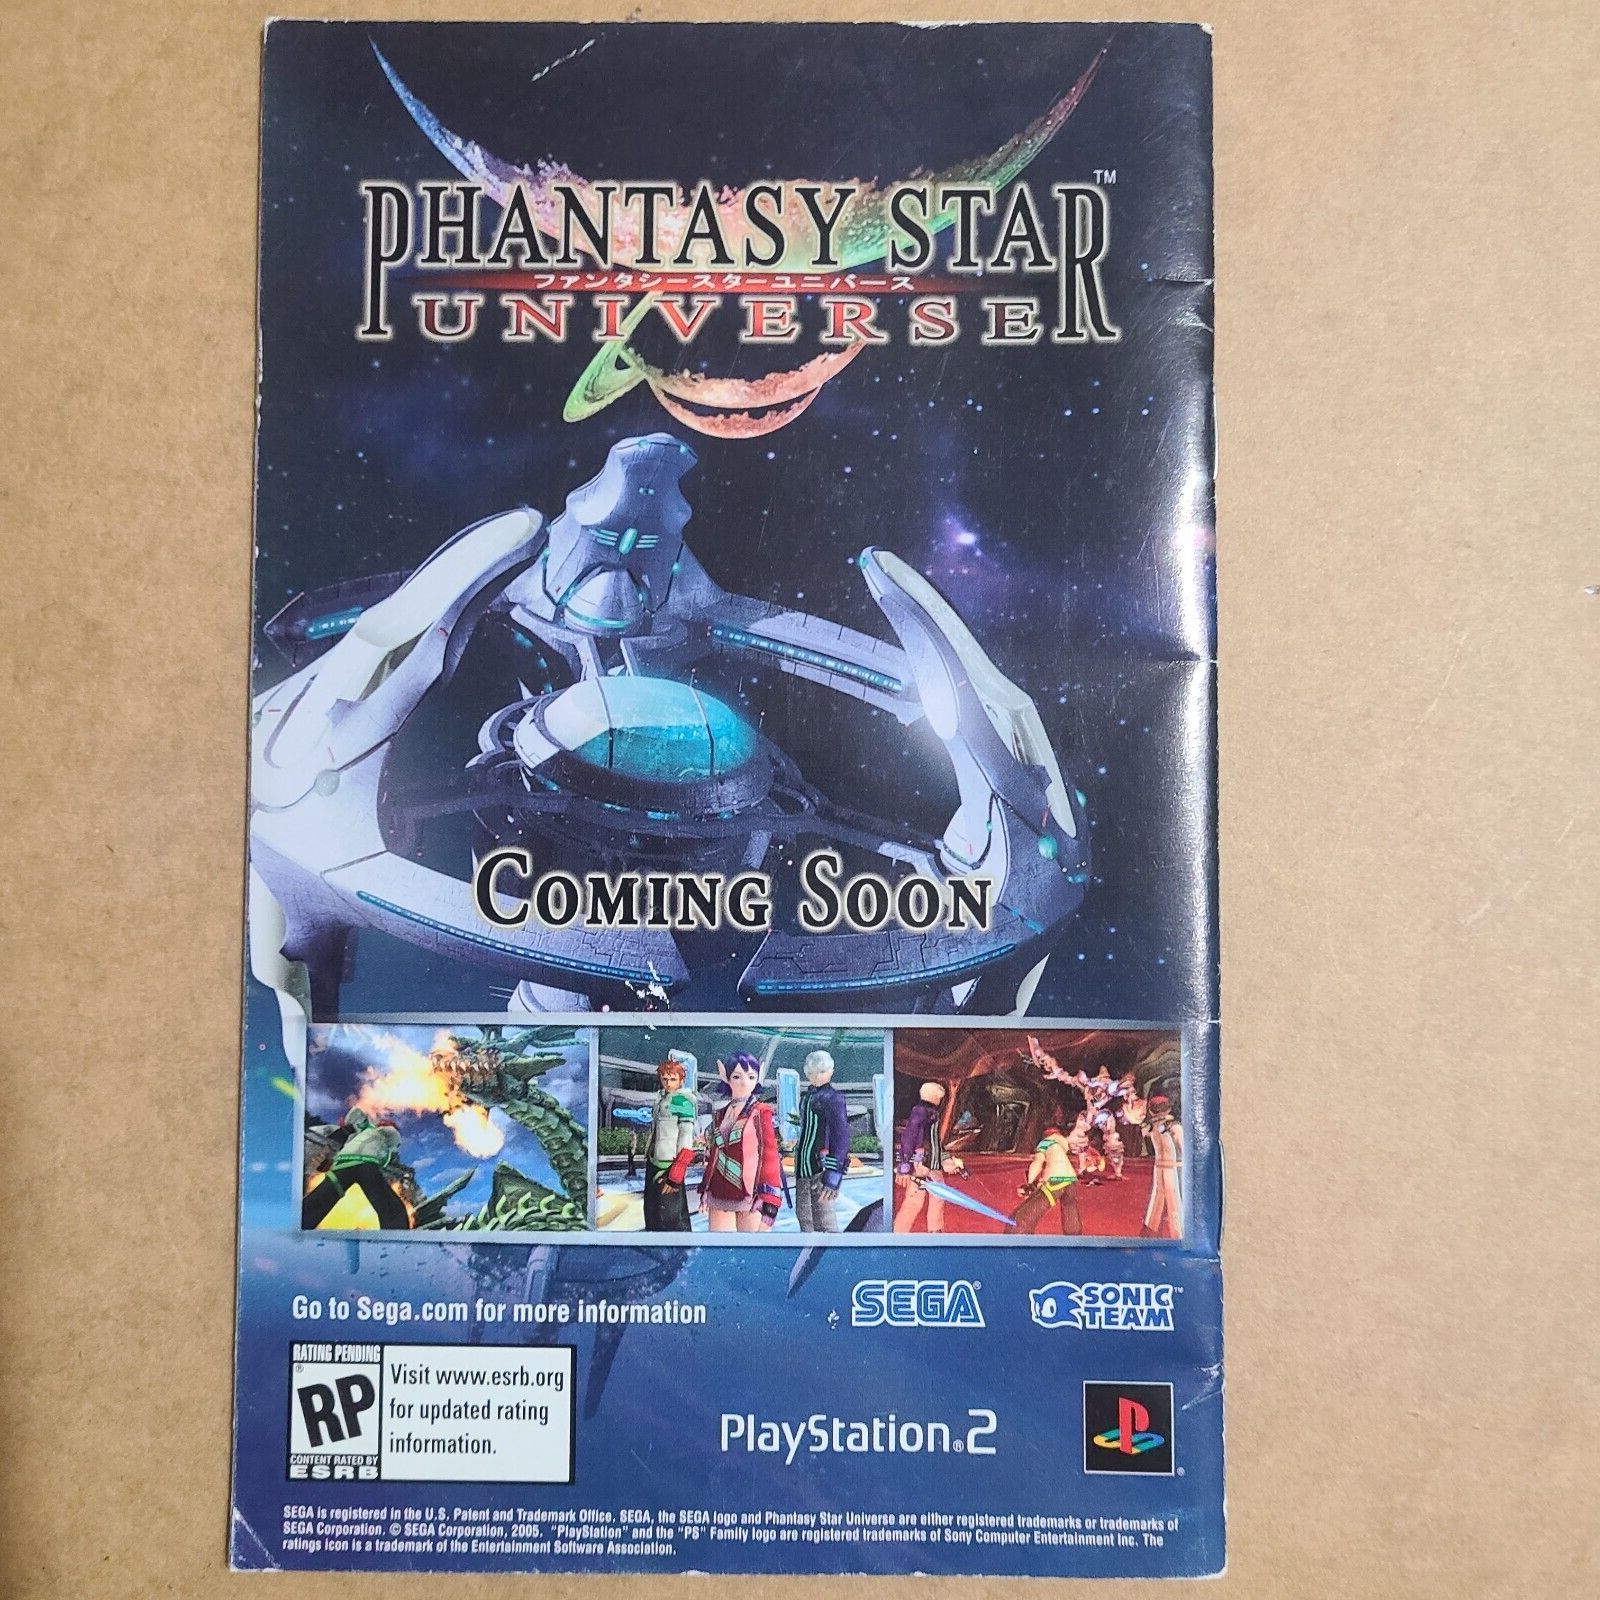 PHANTASY STAR™
ファンタシースターユニバース
UNIVERSE
COMING SOON
Go to Sega.com for more information
SEGA®
SONIC TEAM™
RATING PENDING
RP®
CONTENT RATED BY
ESRB
Visit www.esrb.org
for updated rating
information.
PlayStation®2
SEGA is registered in the U.S. Patent and Trademark Office. SEGA, the SEGA logo and Phantasy Star Universe are either registered trademarks or trademarks of
SEGA Corporation. © SEGA Corporation, 2005. "PlayStation" and the "PS" Family logo are registered trademarks of Sony Computer Entertainment Inc. The
ratings icon is a trademark of the Entertainment Software Association.